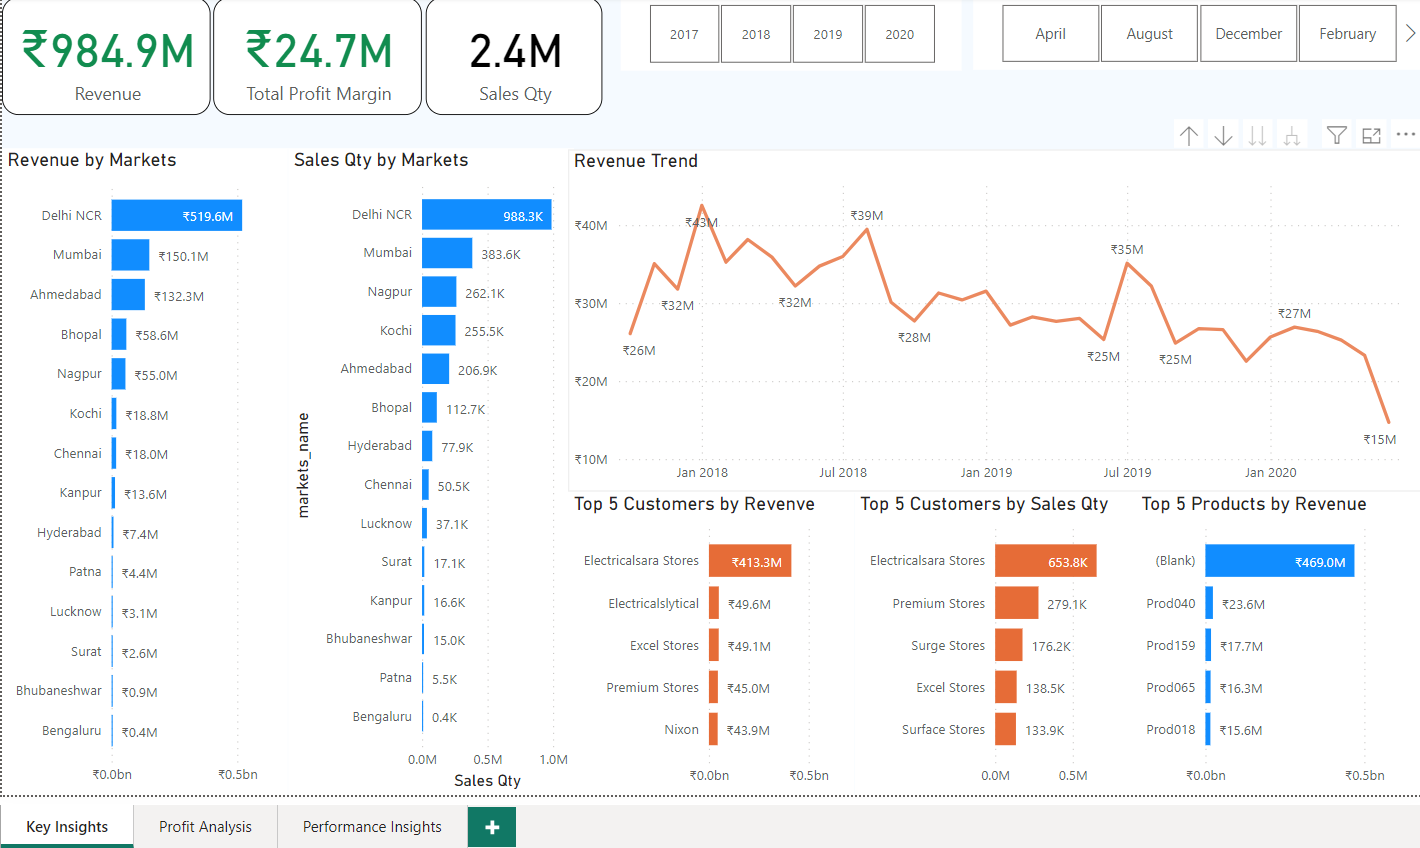 ₹984.9M
Revenue
₹24.7M
Total Profit Margin
2.4M
Sales Qty
2017
2018
2019
2020
April
August
December
February
Revenue by Markets
Delhi NCR ₹519.6M
Mumbai ₹150.1M
Ahmedabad ₹132.3M
Bhopal ₹58.6M
Nagpur ₹55.0M
Kochi ₹18.8M
Chennai ₹18.0M
Kanpur ₹13.6M
Hyderabad ₹7.4M
Patna ₹4.4M
Lucknow ₹3.1M
Surat ₹2.6M
Bhubaneshwar ₹0.9M
Bengaluru ₹0.4M
₹0.0bn ₹0.5bn
Sales Qty by Markets
markets_name
Delhi NCR 988.3K
Mumbai 383.6K
Nagpur 262.1K
Kochi 255.5K
Ahmedabad 206.9K
Bhopal 112.7K
Hyderabad 77.9K
Chennai 50.5K
Lucknow 37.1K
Surat 17.1K
Kanpur 16.6K
Bhubaneshwar 15.0K
Patna 5.5K
Bengaluru 0.4K
0.0M 0.5M 1.0M
Sales Qty
Revenue Trend
₹40M
₹30M
₹20M
₹10M
₹26M
₹32M
₹43M
₹32M
₹39M
₹28M
₹25M
₹35M
₹25M
₹27M
₹15M
Jan 2018 Jul 2018 Jan 2019 Jul 2019 Jan 2020
Top 5 Customers by Revenve
Electricalsara Stores ₹413.3M
Electricalslytical ₹49.6M
Excel Stores ₹49.1M
Premium Stores ₹45.0M
Nixon ₹43.9M
₹0.0bn ₹0.5bn
Top 5 Customers by Sales Qty
Electricalsara Stores 653.8K
Premium Stores 279.1K
Surge Stores 176.2K
Excel Stores 138.5K
Surface Stores 133.9K
0.0M 0.5M
Top 5 Products by Revenue
(Blank) ₹469.0M
Prod040 ₹23.6M
Prod159 ₹17.7M
Prod065 ₹16.3M
Prod018 ₹15.6M
₹0.0bn ₹0.5bn
Key Insights
Profit Analysis
Performance Insights